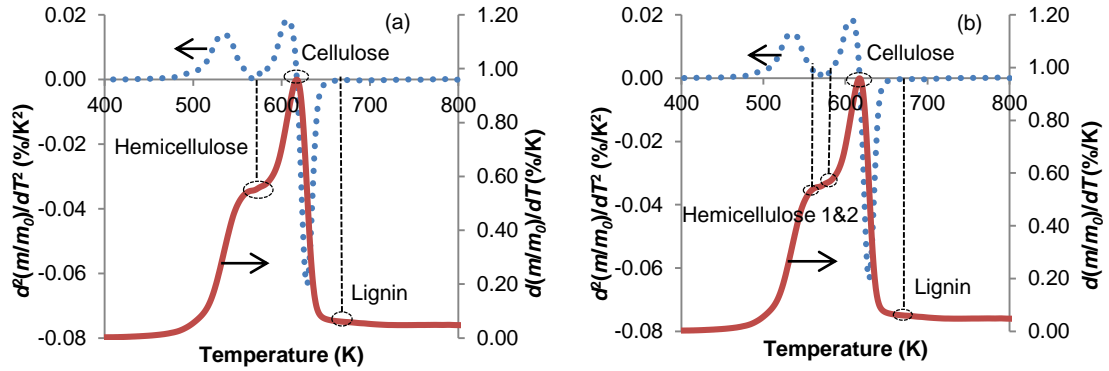 (a)
0.02
0.00
-0.02
-0.04
-0.06
-0.08
d²(m/m₀)/dT² (%/K²)
400
500
600
700
800
Temperature (K)
1.20
1.00
0.80
0.60
0.40
0.20
0.00
d(m/m₀)/dT(%/K)
Cellulose
Hemicellulose
Lignin
(b)
0.02
0.00
-0.02
-0.04
-0.06
-0.08
d²(m/m₀)/dT² (%/K²)
400
500
600
700
800
Temperature (K)
1.20
1.00
0.80
0.60
0.40
0.20
0.00
d(m/m₀)/dT(%/K)
Cellulose
Hemicellulose 1&2
Lignin